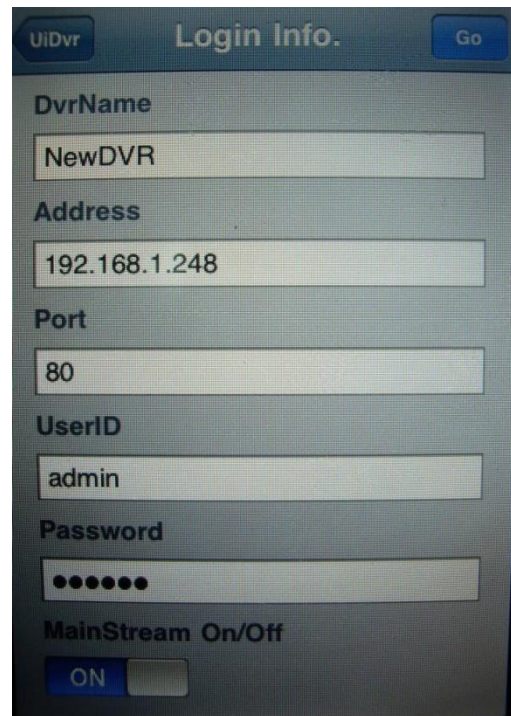 UiDvr Login Info. Go
DvrName
NewDVR
Address
192.168.1.248
Port
80
UserID
admin
Password
●●●●●●
MainStream On/Off
ON